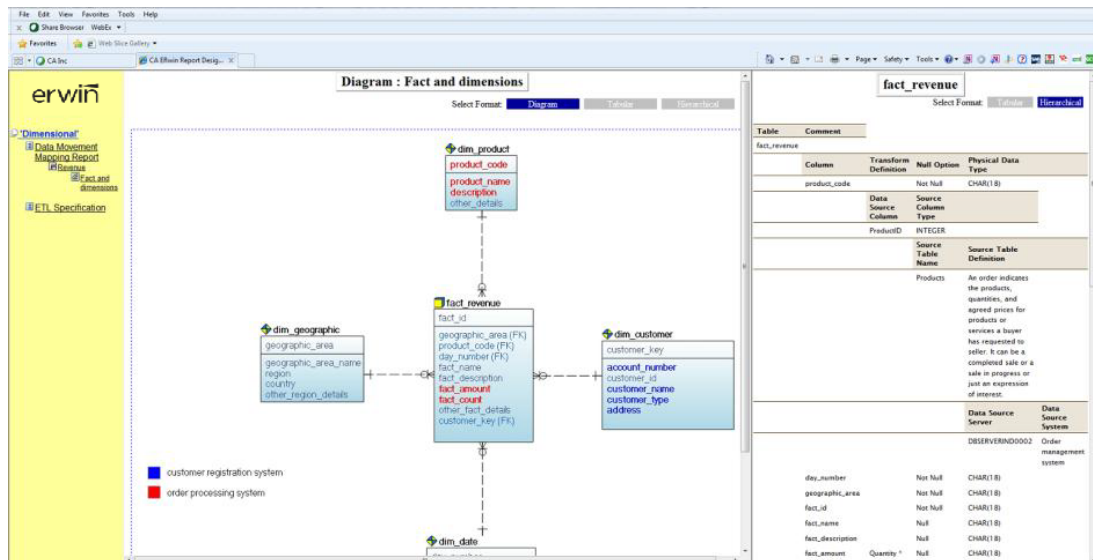 File Edit View Favorites Tools Help
x Share Browser WebEx
Favorites Web Slice Gallery
CA Inc CA ERwin Report Desig... X Page Safety Tools
erwin
'Dimensional'
Data Movement
Mapping Report
Revenue
Fact and
dimensions
ETL Specification
Diagram : Fact and dimensions
Select Format: Diagram Tabular Hierarchical
dim_product
product_code
product_name
description
other_details
fact_revenue
fact_id
geographic_area (FK)
product_code (FK)
day_number (FK)
fact_name
fact_description
fact_amount
fact_count
other_fact_details
customer_key (FK)
dim_geographic
geographic_area
geographic_area_name
region
country
other_region_details
dim_customer
customer_key
account_number
customer_id
customer_name
customer_type
address
customer registration system
order processing system
dim_date
fact_revenue
Select Format: Tabular Hierarchical
Table Comment
fact_revenue
Column Transform Definition Null Option Physical Data Type
product_code Not Null CHAR(18)
Data Source Column Source Column Type
ProductID INTEGER
Source Table Name Source Table Definition
Products An order indicates
the products,
quantities, and
agreed prices for
products or
services a buyer
has requested to
seller. It can be a
completed sale or a
sale in progress or
just an expression
of interest.
Data Source Server Data Source System
DBSERVERIND0002 Order management system
day_number Not Null CHAR(18)
geographic_area Not Null CHAR(18)
fact_id Not Null CHAR(18)
fact_name Null CHAR(18)
fact_description Null CHAR(18)
fact_amount Quantity * Null CHAR(18)